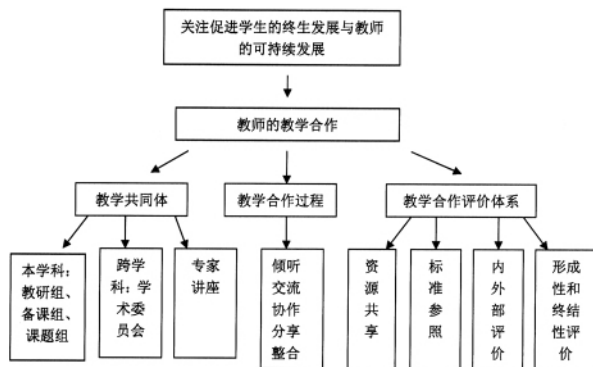 关注促进学生的终生发展与教师
的可持续发展
教师的教学合作
教学共同体
教学合作过程
教学合作评价体系
本学科：
教研组、
备课组、
课题组
跨学
科：学
术委
员会
专家
讲座
倾听
交流
协作
分享
整合
资
源
共
享
标
准
参
照
内
外
部
评
价
形成
性和
终结
性评
价